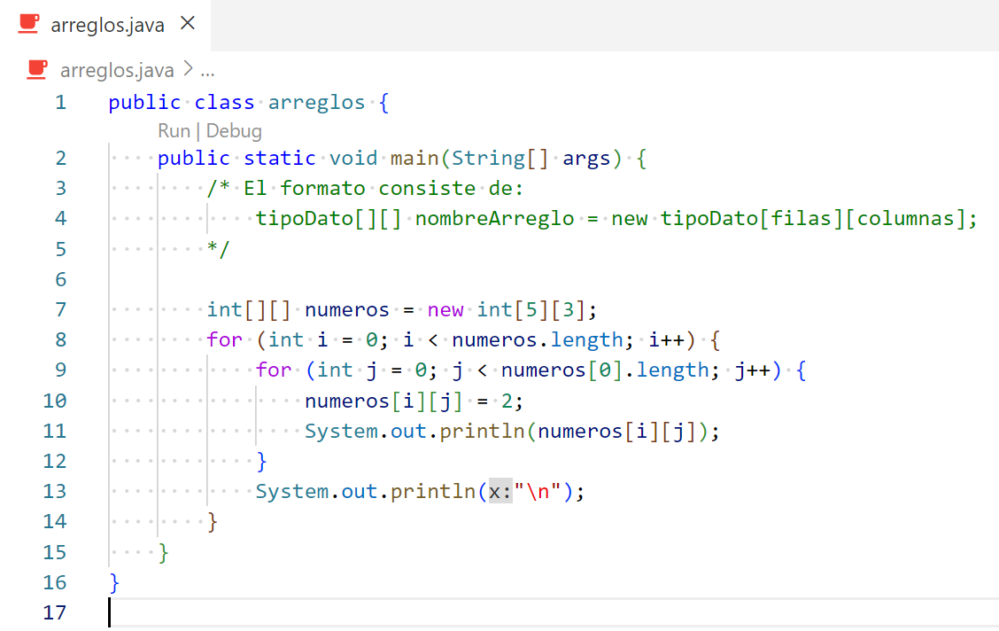 arreglos.java
arreglos.java > ...
1 public class arreglos {
Run | Debug
2     public static void main(String[] args) {
3         /* El formato consiste de:
4             tipoDato[][] nombreArreglo = new tipoDato[filas][columnas];
5         */
6
7         int[][] numeros = new int[5][3];
8         for (int i = 0; i < numeros.length; i++) {
9             for (int j = 0; j < numeros[0].length; j++) {
10                 numeros[i][j] = 2;
11                 System.out.println(numeros[i][j]);
12             }
13             System.out.println(x:"\n");
14         }
15     }
16 }
17